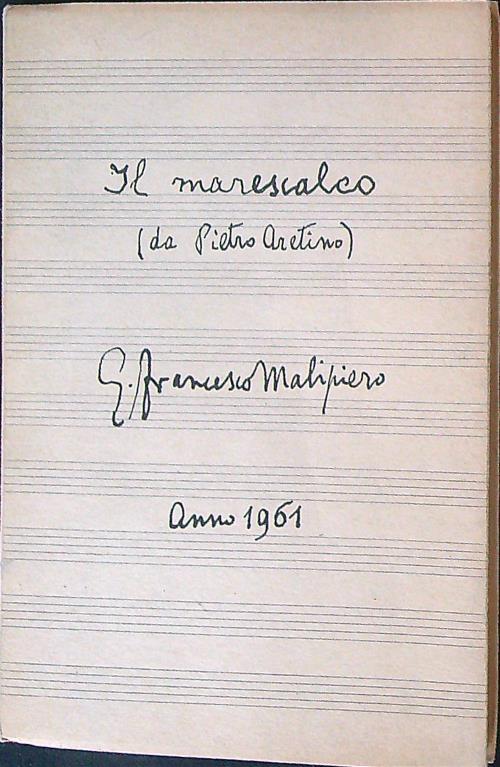 Il marescalco
(da Pietro Aretino)
G. francesco Malipiero
Anno 1961